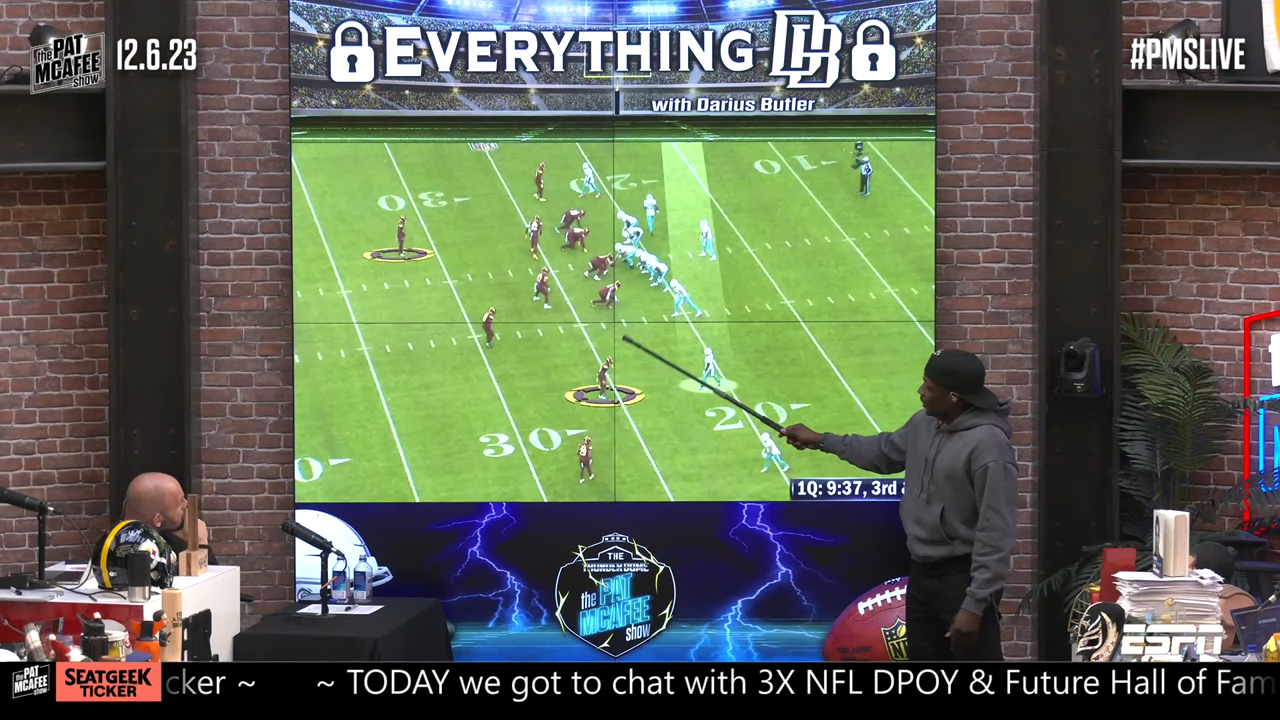 the PAT MCAFEE show
12.6.23
EVERYTHING DB
with Darius Butler
#PMSLIVE
30
20
10
30
20
0
1Q: 9:37, 3rd
THE
THUNDERDOME
the PAT
MCAFEE
show
NFL
ESPN
the PAT MCAFEE show
SEATGEEK
TICKER
cker ~ ~ TODAY we got to chat with 3X NFL DPOY & Future Hall of Fam